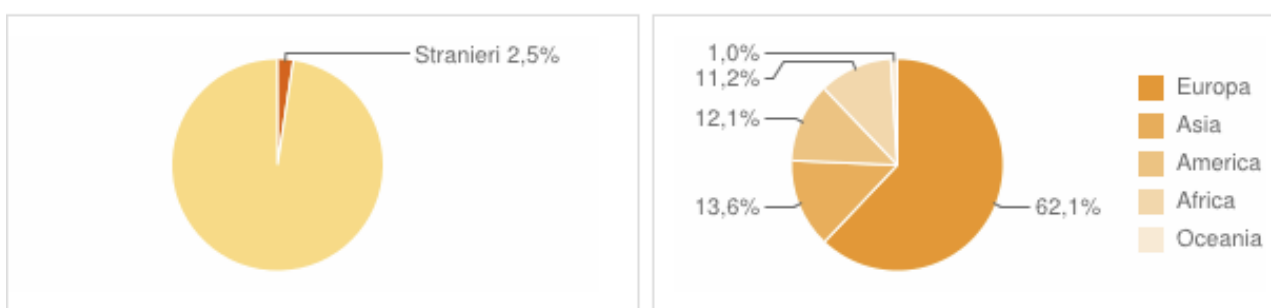 Stranieri 2,5%
1,0%
11,2%
12,1%
13,6%
62,1%
Europa
Asia
America
Africa
Oceania